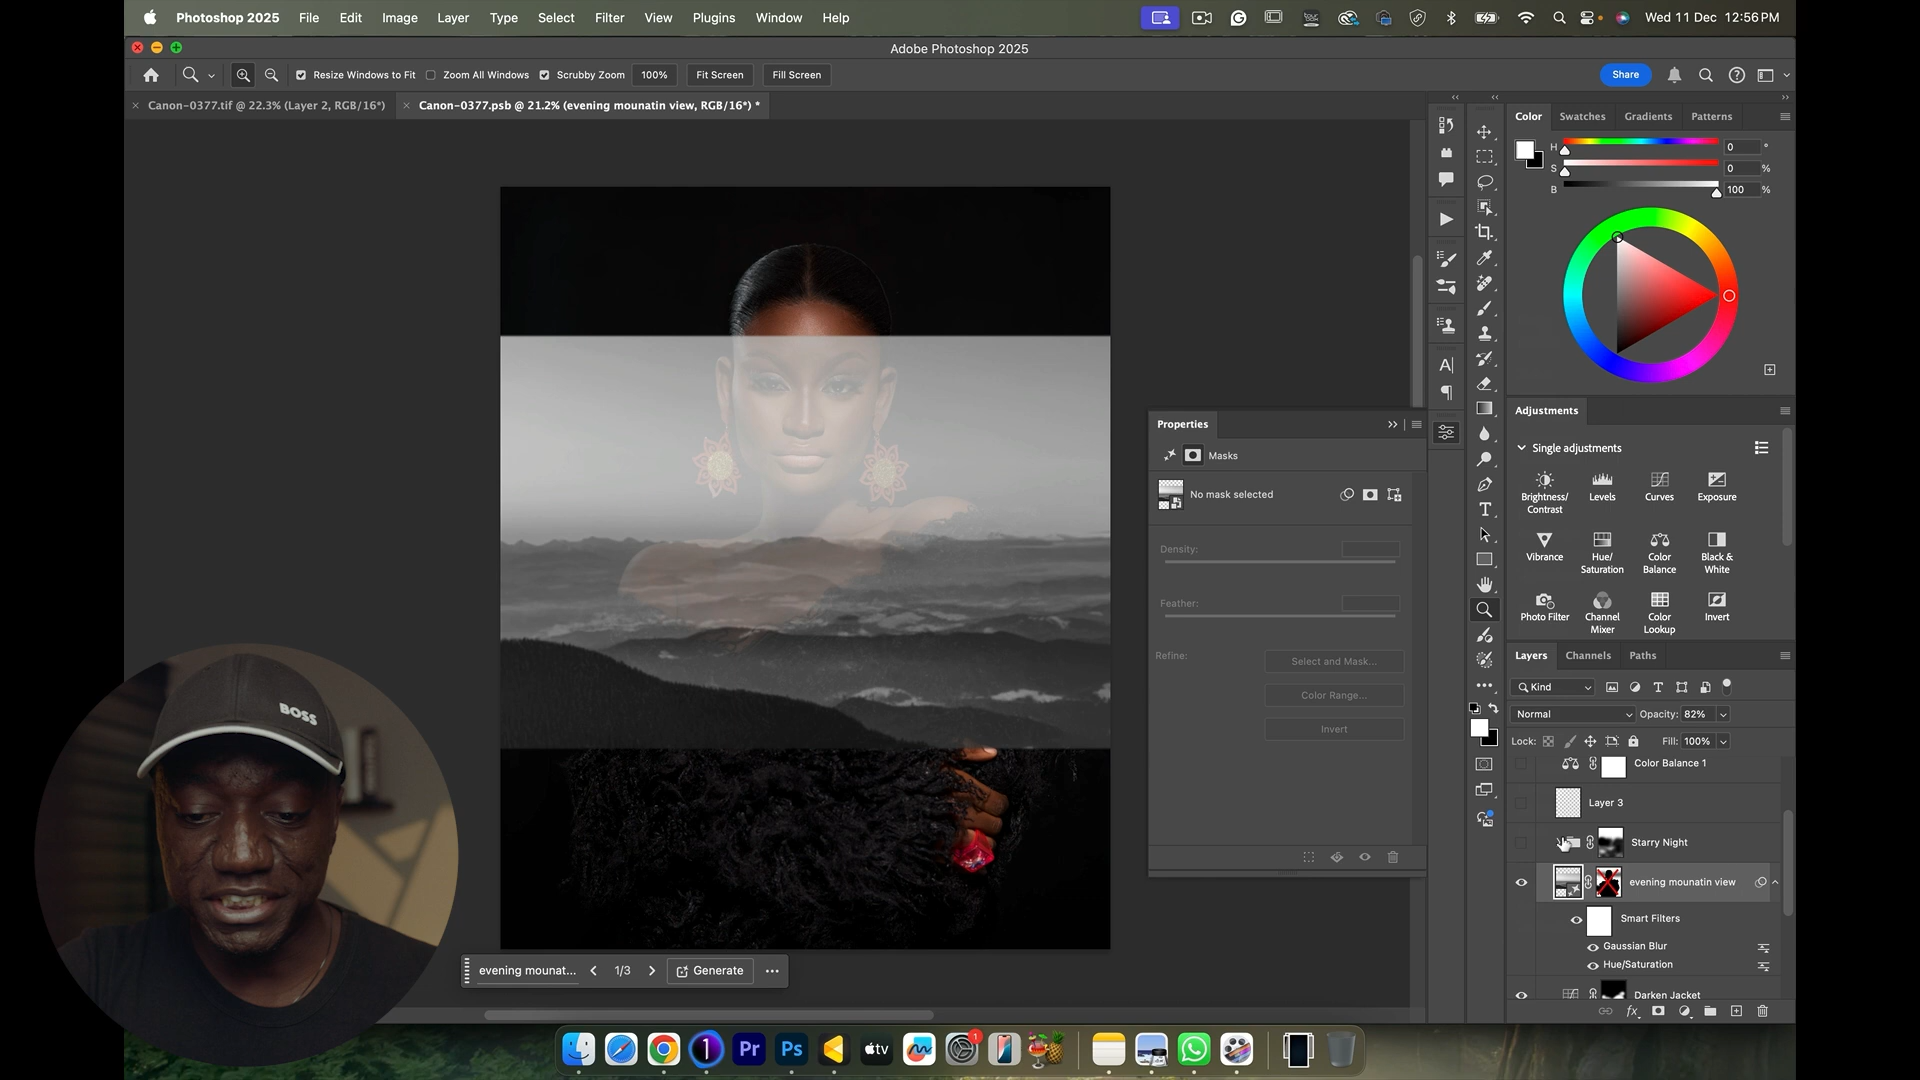 Photoshop 2025 File Edit Image Layer Type Select Filter View Plugins Window Help
Wed 11 Dec 12:56 PM
Adobe Photoshop 2025
Resize Windows to Fit Zoom All Windows Scrubby Zoom 100% Fit Screen Fill Screen
Share
Canon-0377.tif @ 22.3% (Layer 2, RGB/16*)
Canon-0377.psb @ 21.2% (evening mounatin view, RGB/16*) *
Color Swatches Gradients Patterns
H 0 °
S 0 %
B 100 %
Adjustments
Single adjustments
Brightness/
Contrast
Levels
Curves
Exposure
Vibrance
Hue/
Saturation
Color
Balance
Black &
White
Photo Filter
Channel
Mixer
Color
Lookup
Invert
Properties
Masks
No mask selected
Density:
Feather:
Refine:
Select and Mask...
Color Range...
Invert
Layers Channels Paths
Kind
Normal Opacity: 82%
Lock: Fill: 100%
Color Balance 1
Layer 3
Starry Night
evening mounatin view
Smart Filters
Gaussian Blur
Hue/Saturation
Darken Jacket
fx
BOSS
evening mounat... 1/3 Generate
1
Pr
Ps
tv
1